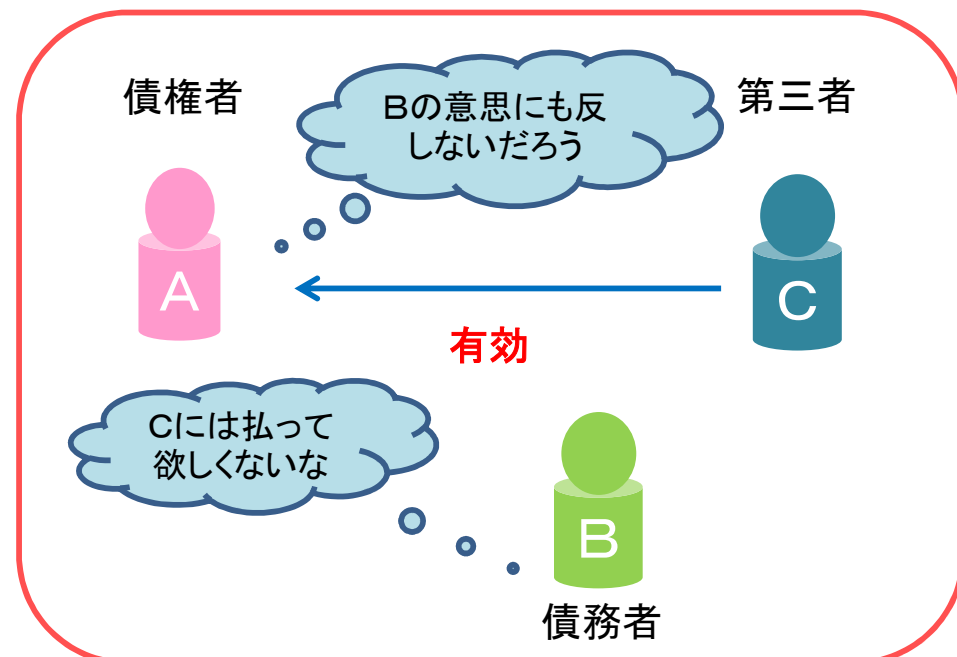 債権者
Ｂの意思にも反
しないだろう
第三者
Ａ
Ｃ
有効
Ｃには払って
欲しくないな
Ｂ
債務者